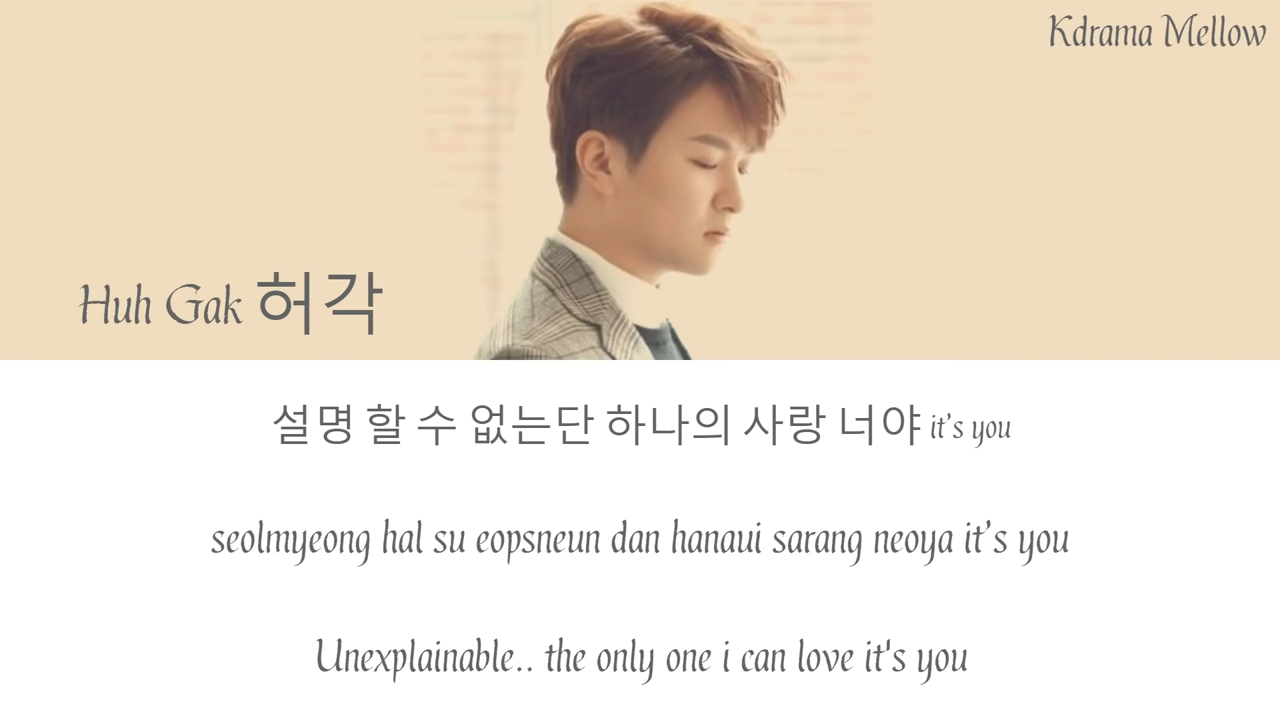 Kdrama Mellow
Huh Gak 허각
설명 할 수 없는단 하나의 사랑 너야 it's you
seolmyeong hal su eopsneun dan hanaui sarang neoya it's you
Unexplainable.. the only one i can love it's you